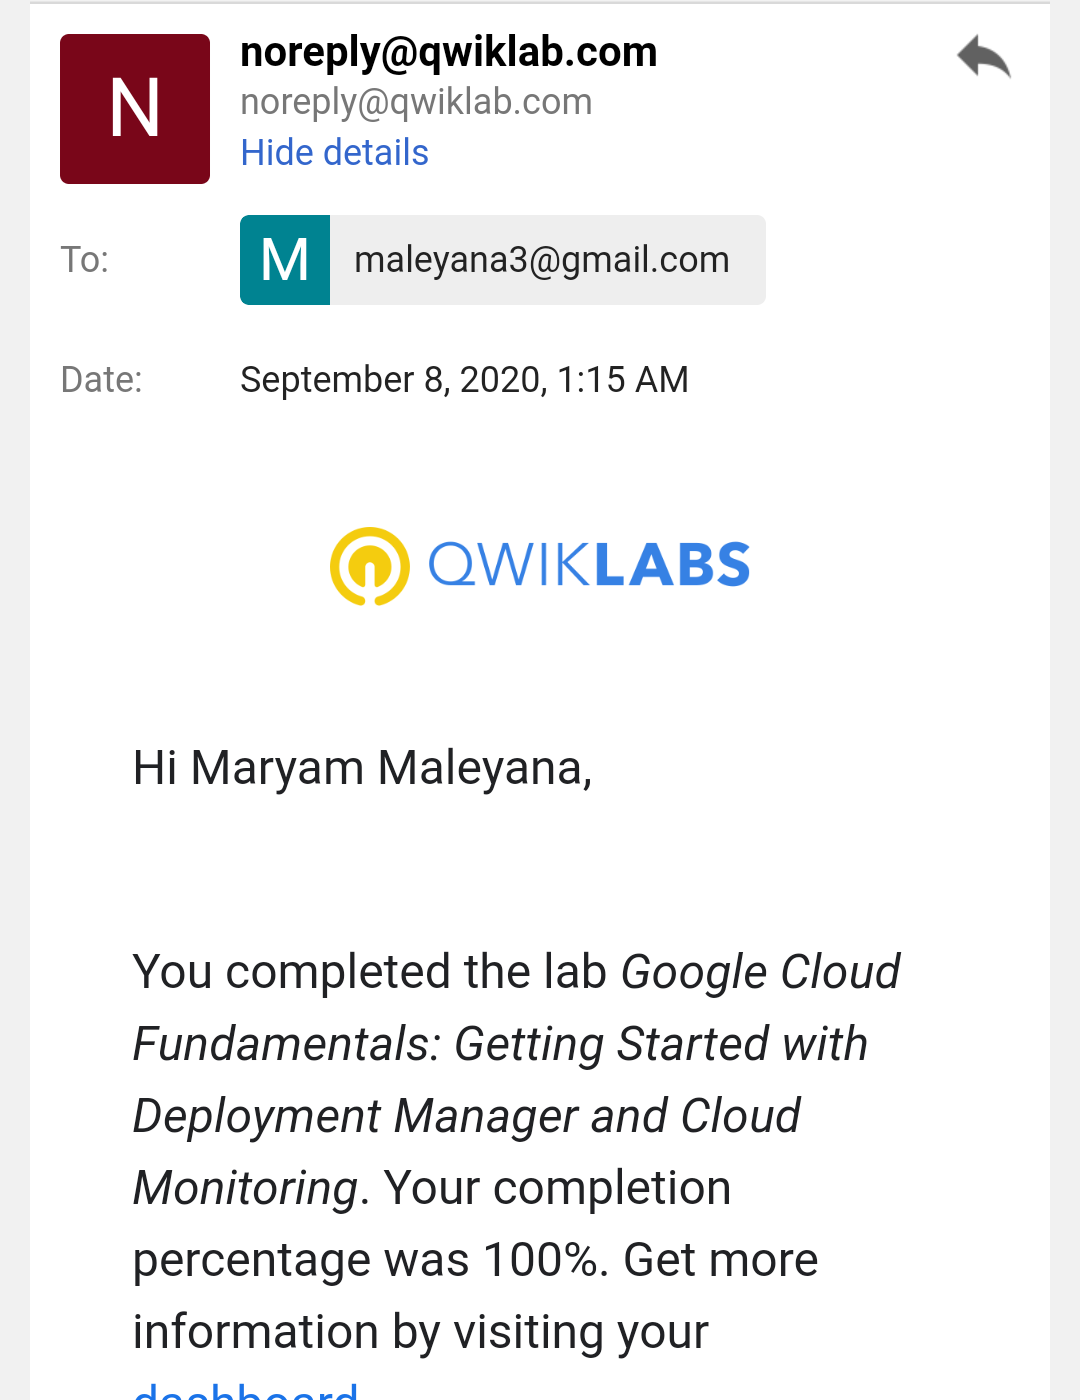 N
noreply@qwiklab.com
noreply@qwiklab.com
Hide details
To:
M maleyana3@gmail.com
Date: September 8, 2020, 1:15 AM
QWIKLABS
Hi Maryam Maleyana,
You completed the lab Google Cloud
Fundamentals: Getting Started with
Deployment Manager and Cloud
Monitoring. Your completion
percentage was 100%. Get more
information by visiting your
dashboard